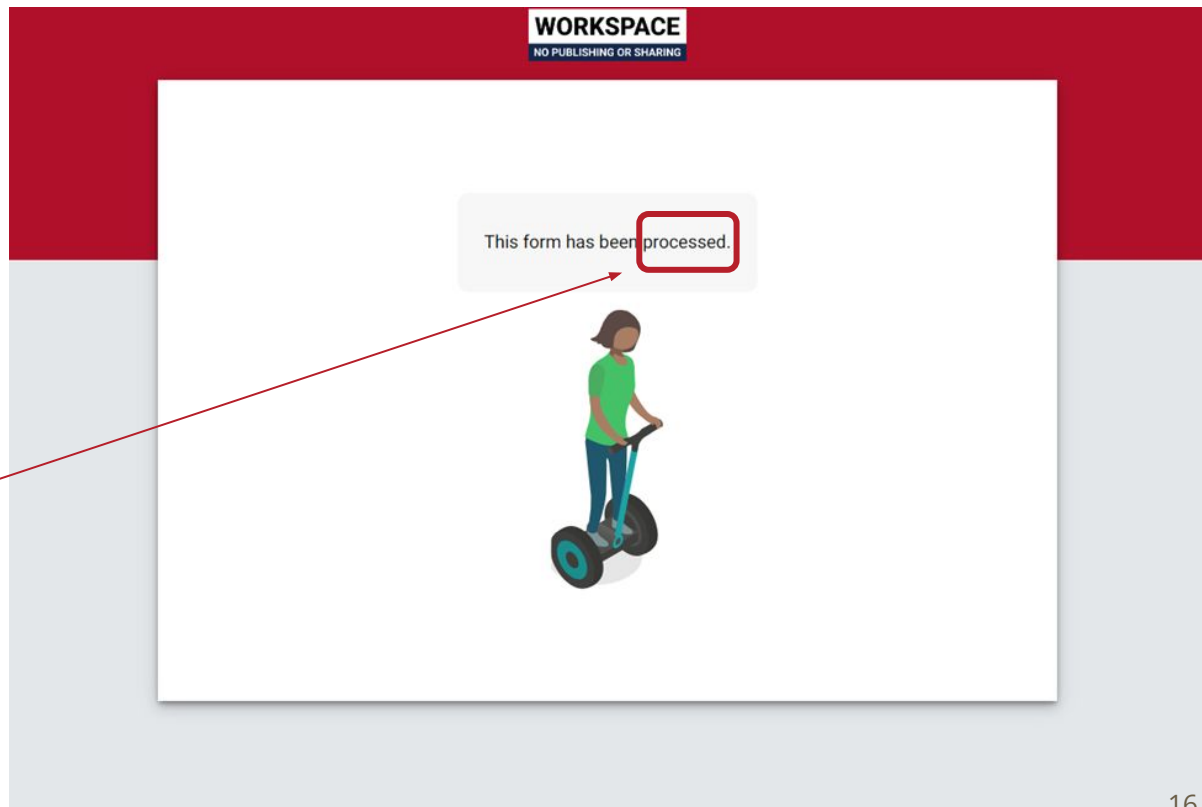 WORKSPACE
NO PUBLISHING OR SHARING
This form has been processed.
16